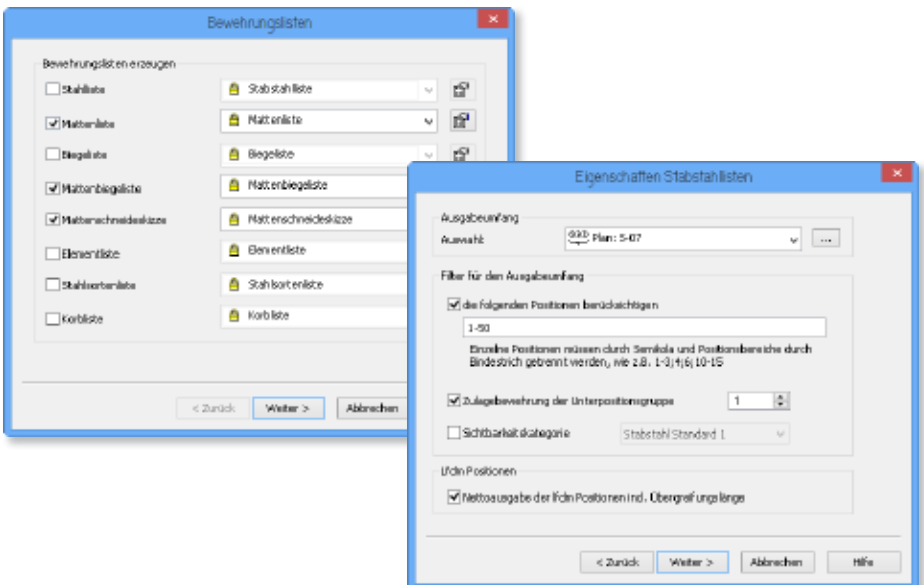 Bewehrungslisten
Bewehrungslisten erzeugen
Stahlliste
Stabstahlliste
Mattenliste
Mattenliste
Biegeliste
Biegeliste
Mattenbiegeliste
Mattenbiegeliste
Mattenschneideskizze
Mattenschneideskizze
Elementliste
Elementliste
Stahlsortenliste
Stahlsortenliste
Korbliste
Korbliste
< Zurück
Weiter >
Abbrechen
Eigenschaften Stabstahllisten
Ausgabeumfang
Auswahl:
Plan: S-07
...
Filter für den Ausgabeumfang
die folgenden Positionen berücksichtigen
1-50
Einzelne Positionen müssen durch Semikola und Positionsbereiche durch
Bindestrich getrennt werden, wie z.B. 1-3;4;6;10-15
Zulagebewehrung der Unterpositionsgruppe
1
Sichtbarkeitskategorie
Stabstahl Standard 1
Lfdm Positionen
Nettoausgabe der lfdm Positionen incl. Übergreifungslänge
< Zurück
Weiter >
Abbrechen
Hilfe